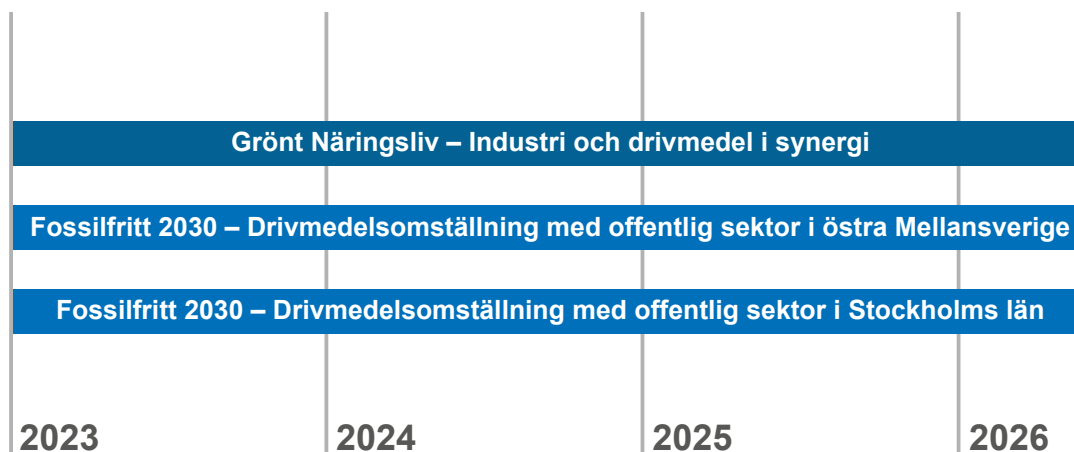 Grönt Näringsliv – Industri och drivmedel i synergi
Fossilfritt 2030 – Drivmedelsomställning med offentlig sektor i östra Mellansverige
Fossilfritt 2030 – Drivmedelsomställning med offentlig sektor i Stockholms län
2023 2024 2025 2026